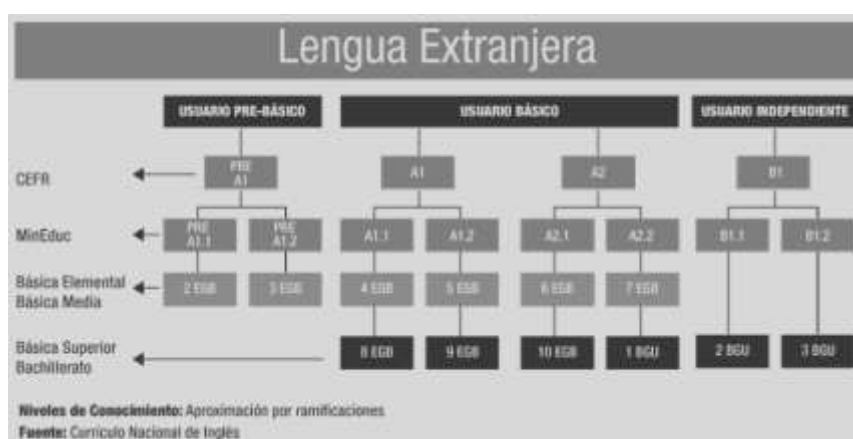 Lengua Extranjera
USUARIO PRE-BÁSICO USUARIO BÁSICO USUARIO INDEPENDIENTE
CEFR PRE A1 A1 A2 B1
MinEduc PRE A1.1 PRE A1.2 A1.1 A1.2 A2.1 A2.2 B1.1 B1.2
Básica Elemental
Básica Media
2 EGB 3 EGB 4 EGB 5 EGB 6 EGB 7 EGB
Básica Superior
Bachillerato
8 EGB 9 EGB 10 EGB 1 BGU 2 BGU 3 BGU
Niveles de Conocimiento: Aproximación por ramificaciones
Fuente: Currículo Nacional de Inglés